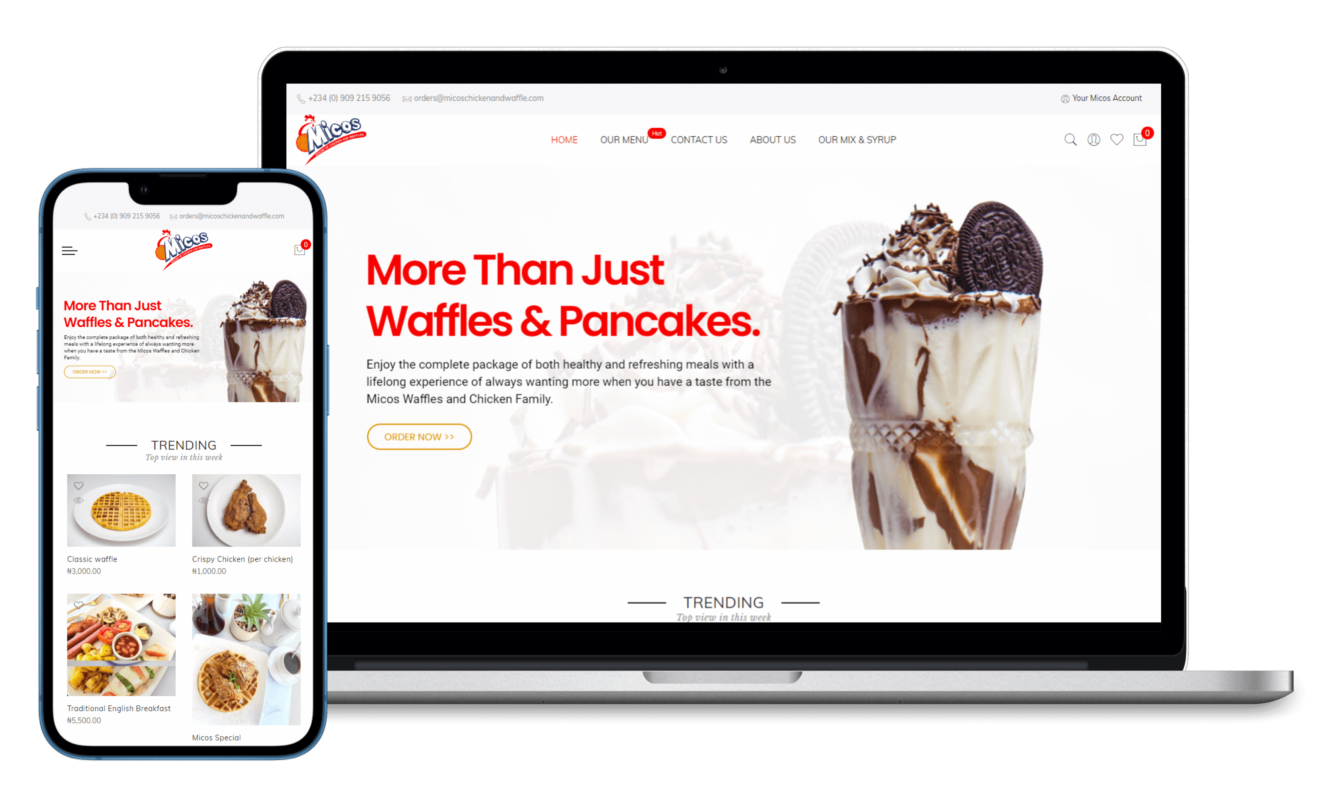 +234 (0) 909 215 9056 orders@micoschickenandwaffle.com Your Micos Account
Micos
HOME OUR MENU Hot CONTACT US ABOUT US OUR MIX & SYRUP 0
More Than Just
Waffles & Pancakes.
Enjoy the complete package of both healthy and refreshing meals with a
lifelong experience of always wanting more when you have a taste from the
Micos Waffles and Chicken Family.
ORDER NOW >>
TRENDING
Top view in this week
+234 (0) 909 215 9056 orders@micoschickenandwaffle.com
Micos
0
More Than Just
Waffles & Pancakes.
Enjoy the complete package of both healthy and refreshing
meals with a lifelong experience of always wanting more
when you have a taste from the Micos Waffles and Chicken
Family.
ORDER NOW >>
TRENDING
Top view in this week
Classic waffle
₦3,000.00
Crispy Chicken (per chicken)
₦1,000.00
Traditional English Breakfast
₦5,500.00
Micos Special